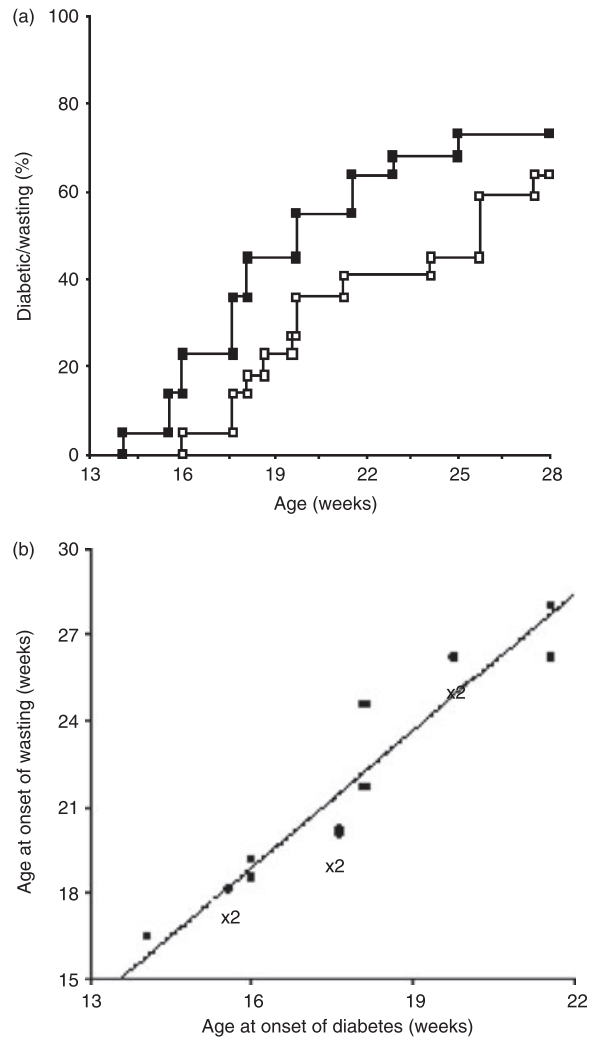 (a)
100
80
60
40
20
0
Diabetic/wasting (%)
13 16 19 22 25 28
Age (weeks)
(b)
30
27
24
21
18
15
Age at onset of wasting (weeks)
x2
x2
x2
13 16 19 22
Age at onset of diabetes (weeks)